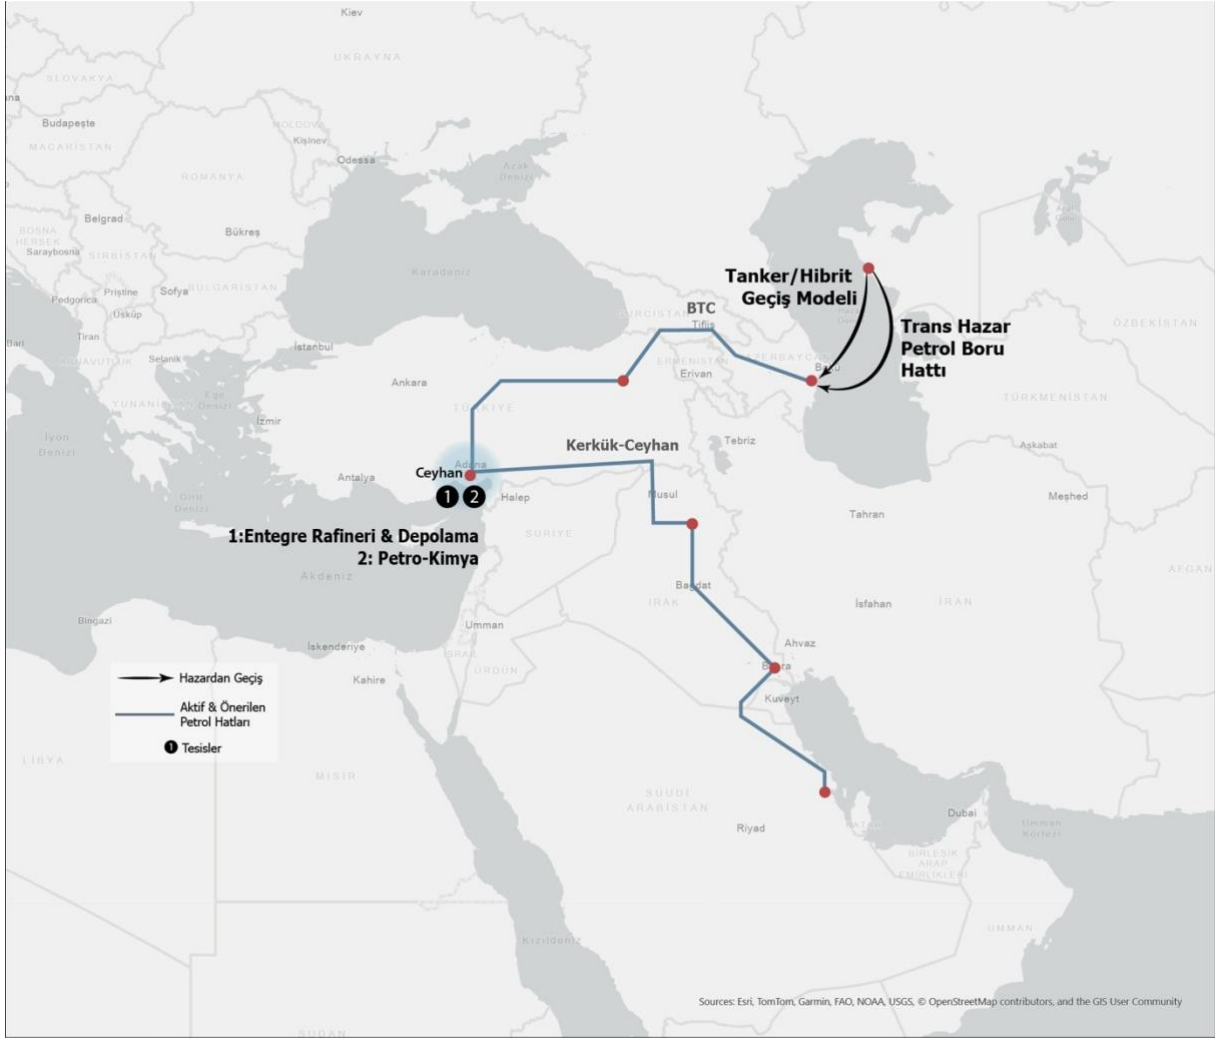 Kiev
UKRAYNA
SLOVAKYA
Budapeşte
MACARİSTAN
MOLDOVA
Kişinev
Odessa
Azak
Denizi
ROMANYA
Belgrad
Bükreş
BOSNA
HERSEK
Saraybosna
SIRBİSTAN
Karadeniz
Podgorica
Priştine
Sofya
BULGARİSTAN
Üsküp
Tiran
Selanik
İstanbul
YUNANİSTAN
Ege
Denizi
Ankara
TÜRKİYE
İzmir
İyon
Denizi
Antalya
Tanker/Hibrit
Geçiş Modeli
Trans Hazar
Petrol Boru
Hattı
BTC
Tiflis
ERMENİSTAN
Erivan
ÖZBEKİSTAN
TÜRKMENİSTAN
Aşkabat
Tebriz
Meşhed
Tahran
Kerkük-Ceyhan
Adana
Ceyhan
1 2
Halep
Musul
1:Entegre Rafineri & Depolama
2: Petro-Kimya
SURİYE
Akdeniz
Bağdat
IRAK
İsfahan
İRAN
AFGAN
Bingazi
Umman
İskenderiye
İSRAİL
ÜRDÜN
Kahire
Ahvaz
Basra
Kuveyt
Hazardan Geçiş
Aktif & Önerilen
Petrol Hatları
1 Tesisler
LİBYA
MISIR
SUUDİ
ARABİSTAN
Riyad
Dubai
Umman
Körfezi
BİRLEŞİK
ARAP
EMİRLİKLERİ
UMMAN
Kızıldeniz
SUDAN
Sources: Esri, TomTom, Garmin, FAO, NOAA, USGS, © OpenStreetMap contributors, and the GIS User Community